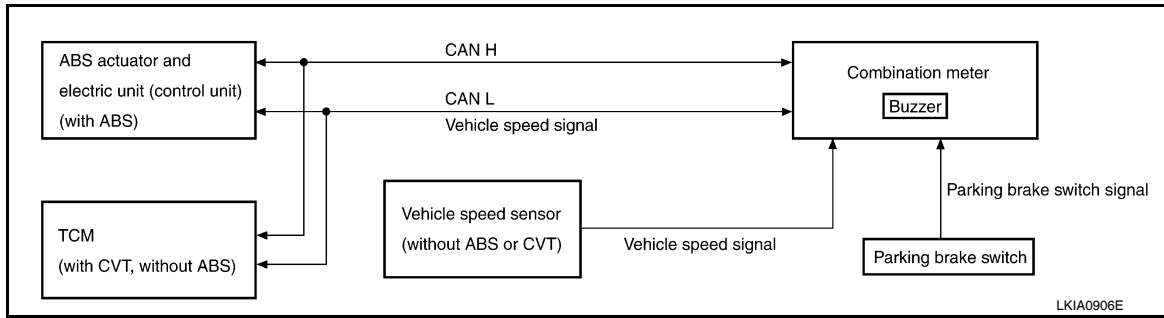 ABS actuator and
electric unit (control unit)
(with ABS)
CAN H
CAN L
Vehicle speed signal
Combination meter
Buzzer
TCM
(with CVT, without ABS)
Vehicle speed sensor
(without ABS or CVT)
Vehicle speed signal
Parking brake switch signal
Parking brake switch
LKIA0906E